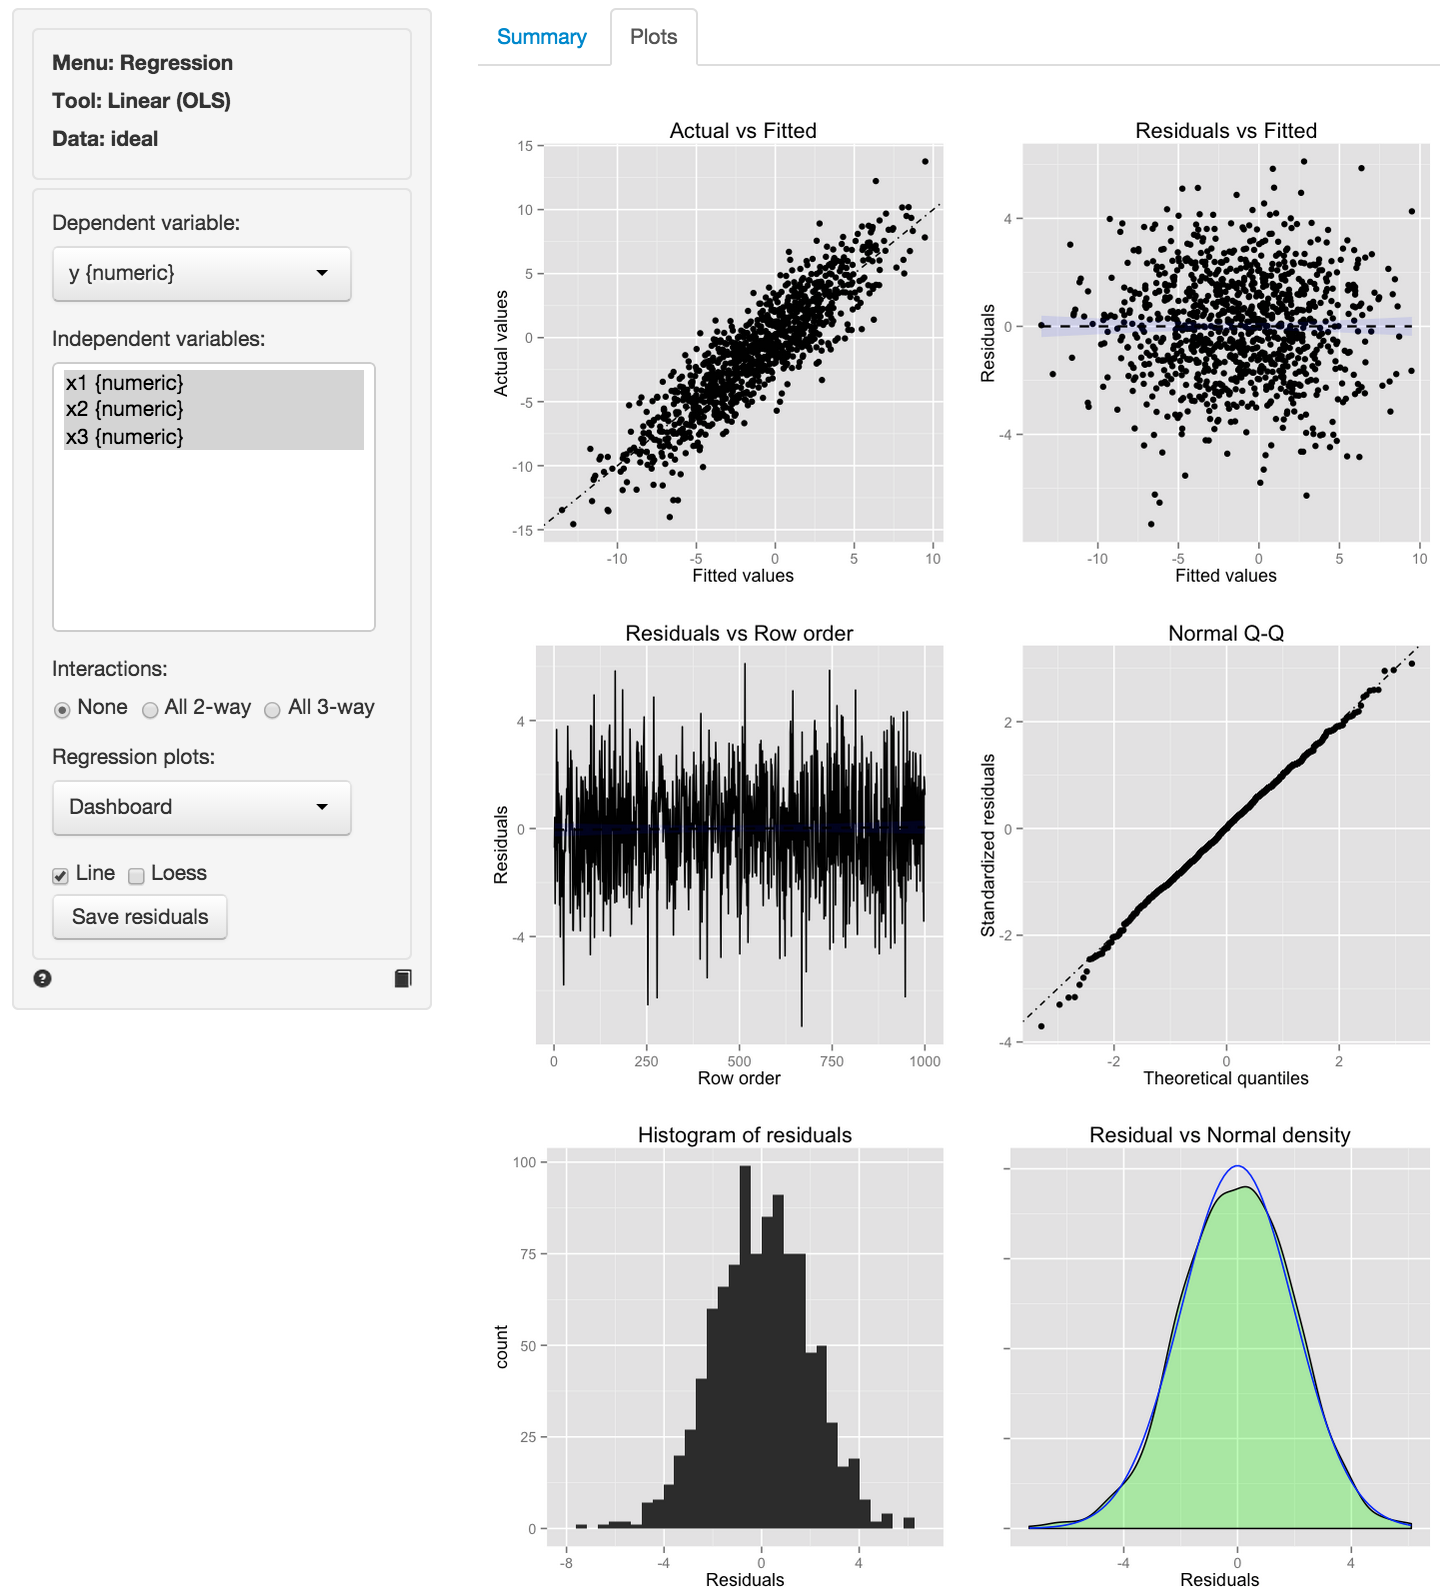 Menu: Regression
Tool: Linear (OLS)
Data: ideal
Dependent variable:
y {numeric}
Independent variables:
x1 {numeric}
x2 {numeric}
x3 {numeric}
Interactions:
None All 2-way All 3-way
Regression plots:
Dashboard
Line Loess
Save residuals
?
Summary Plots
Actual vs Fitted
Actual values
15
10
5
0
-5
-10
-15
-10 -5 0 5 10
Fitted values
Residuals vs Fitted
Residuals
4
0
-4
-10 -5 0 5 10
Fitted values
Residuals vs Row order
Residuals
4
0
-4
0 250 500 750 1000
Row order
Normal Q-Q
Standardized residuals
2
0
-2
-4
-2 0 2
Theoretical quantiles
Histogram of residuals
count
100
75
50
25
0
-8 -4 0 4
Residuals
Residual vs Normal density
-4 0 4
Residuals